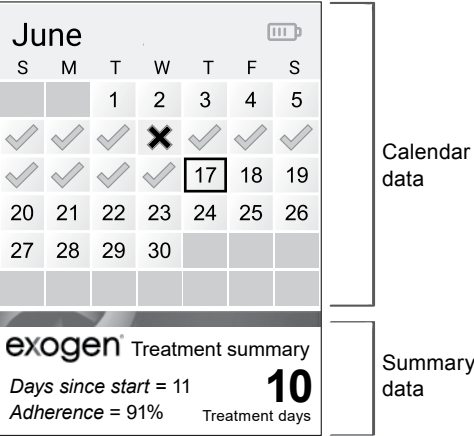 June
S M T W T F S
1 2 3 4 5
17 18 19
20 21 22 23 24 25 26
27 28 29 30
Calendar
data
exogen Treatment summary
Days since start = 11
Adherence = 91%
10
Treatment days
Summary
data